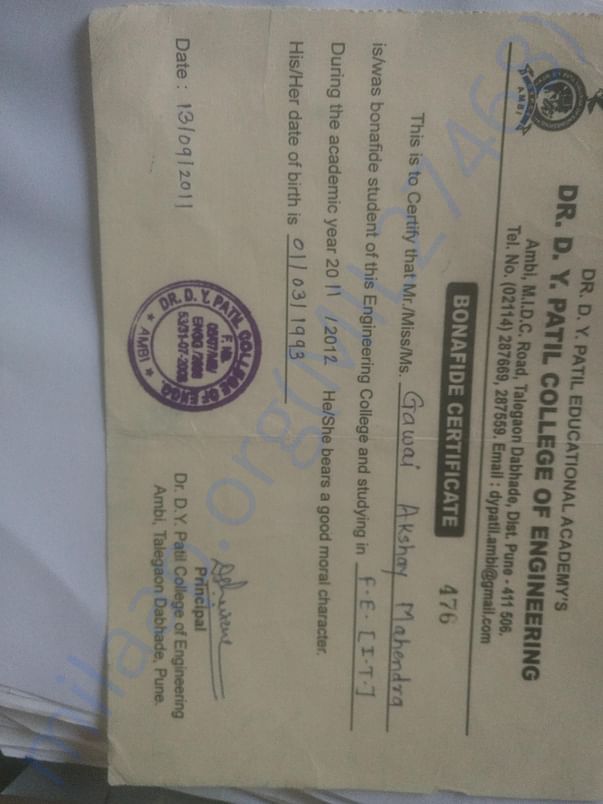 DR. D. Y. PATIL EDUCATIONAL ACADEMY'S
DR. D. Y. PATIL COLLEGE OF ENGINEERING
Ambi, M.I.D.C. Road, Talegaon Dabhade, Dist. Pune - 411 506.
Tel. No. (02114) 287669, 287559. Email : dypatil.ambi@gmail.com
AMBI
BONAFIDE CERTIFICATE 476
This is to Certify that Mr./Miss/Ms. Gawai Akshay Mahendra
is/was bonafide student of this Engineering College and studying in F.E. [I.T.]
During the academic year 2011 /2012 He/She bears a good moral character.
His/Her date of birth is 01/03/1993
Date : 13/09/2011
DR. D. Y. PATIL COLLEGE OF ENGG.
★ AMBI ★
Principal
Dr. D.Y. Patil College of Engineering
Ambi, Talegaon Dabhade, Pune.